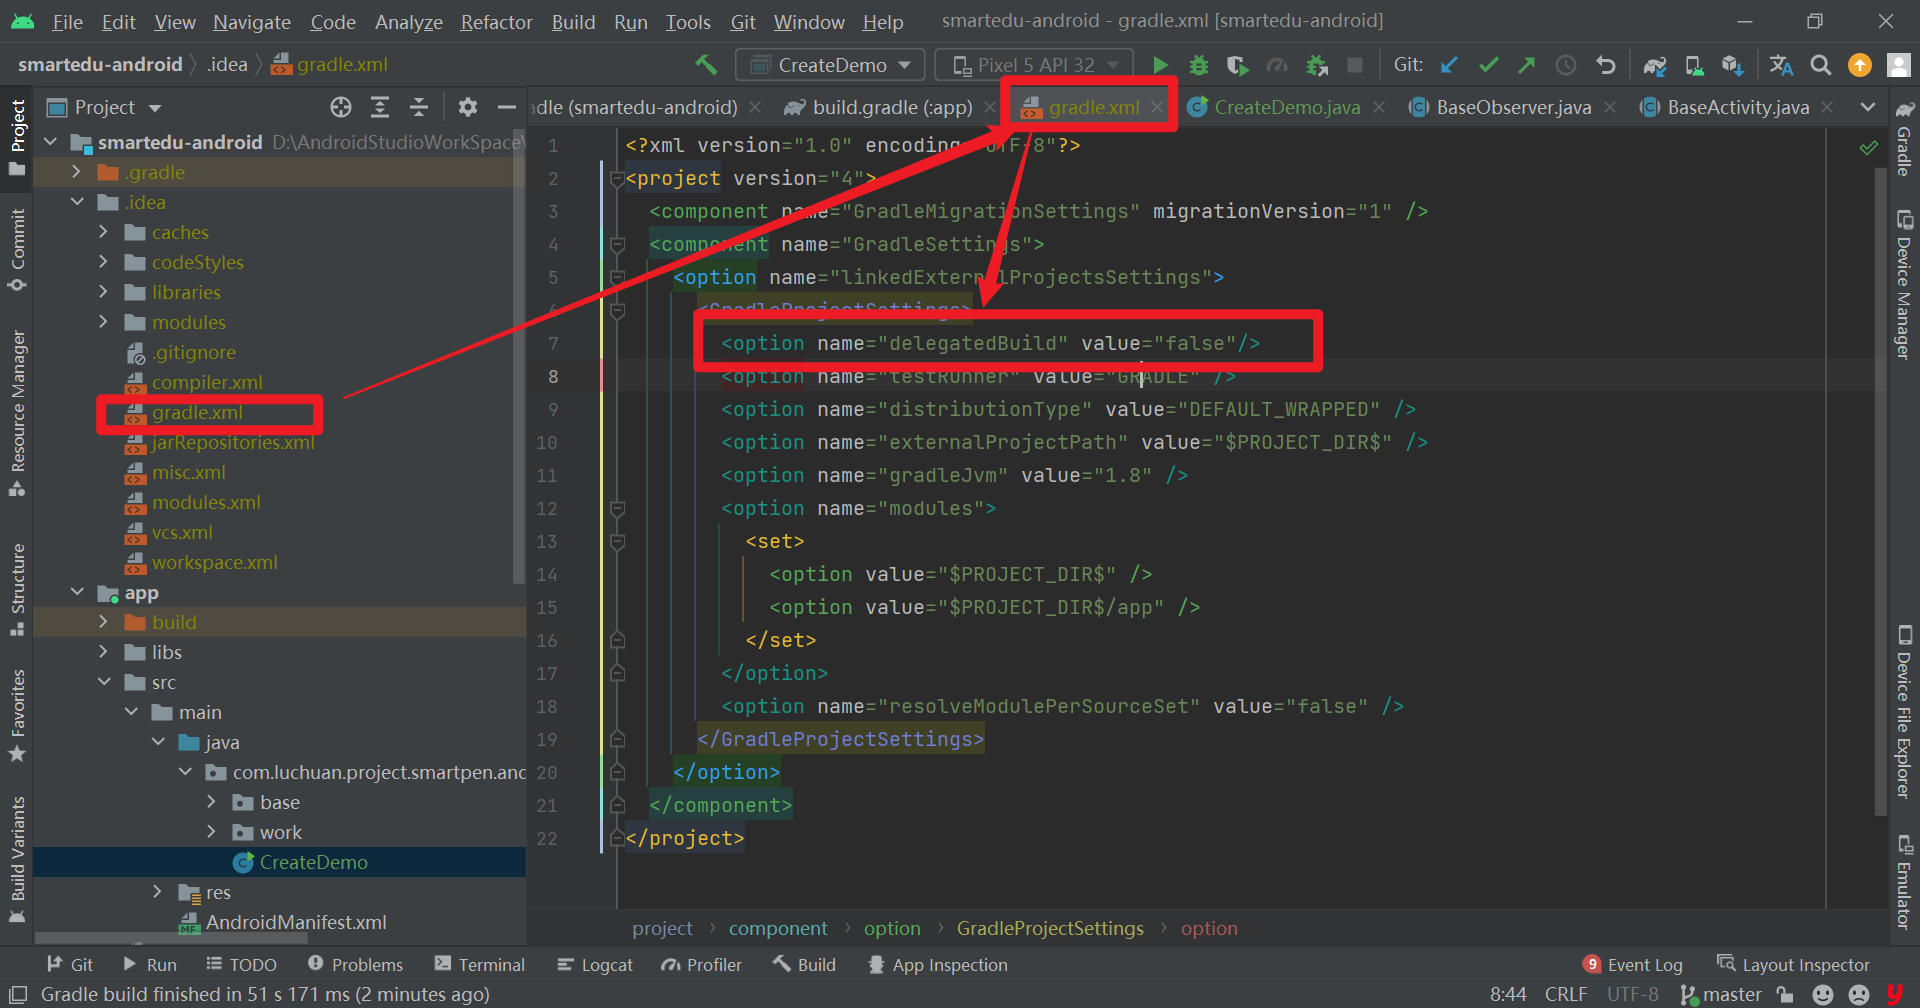 File Edit View Navigate Code Analyze Refactor Build Run Tools Git Window Help smartedu-android - gradle.xml [smartedu-android]
smartedu-android .idea gradle.xml CreateDemo Pixel 5 API 32 Git:
Project
adle (smartedu-android) build.gradle (:app) gradle.xml CreateDemo.java BaseObserver.java BaseActivity.java
smartedu-android D:\AndroidStudioWorkSpace\
.gradle
.idea
caches
codeStyles
libraries
modules
.gitignore
compiler.xml
gradle.xml
jarRepositories.xml
misc.xml
modules.xml
vcs.xml
workspace.xml
app
build
libs
src
main
java
com.luchuan.project.smartpen.and
base
work
CreateDemo
res
AndroidManifest.xml
Project
Commit
Resource Manager
Structure
Favorites
Build Variants
1 <?xml version="1.0" encoding="UTF-8"?>
2 <project version="4">
3 <component name="GradleMigrationSettings" migrationVersion="1" />
4 <component name="GradleSettings">
5 <option name="linkedExternalProjectsSettings">
6 <GradleProjectSettings>
7 <option name="delegatedBuild" value="false"/>
8 <option name="testRunner" value="GRADLE" />
9 <option name="distributionType" value="DEFAULT_WRAPPED" />
10 <option name="externalProjectPath" value="$PROJECT_DIR$" />
11 <option name="gradleJvm" value="1.8" />
12 <option name="modules">
13 <set>
14 <option value="$PROJECT_DIR$" />
15 <option value="$PROJECT_DIR$/app" />
16 </set>
17 </option>
18 <option name="resolveModulePerSourceSet" value="false" />
19 </GradleProjectSettings>
20 </option>
21 </component>
22 </project>
Gradle
Device Manager
Device File Explorer
Emulator
project component option GradleProjectSettings option
Git Run TODO Problems Terminal Logcat Profiler Build App Inspection 9 Event Log Layout Inspector
Gradle build finished in 51 s 171 ms (2 minutes ago) 8:44 CRLF UTF-8 master